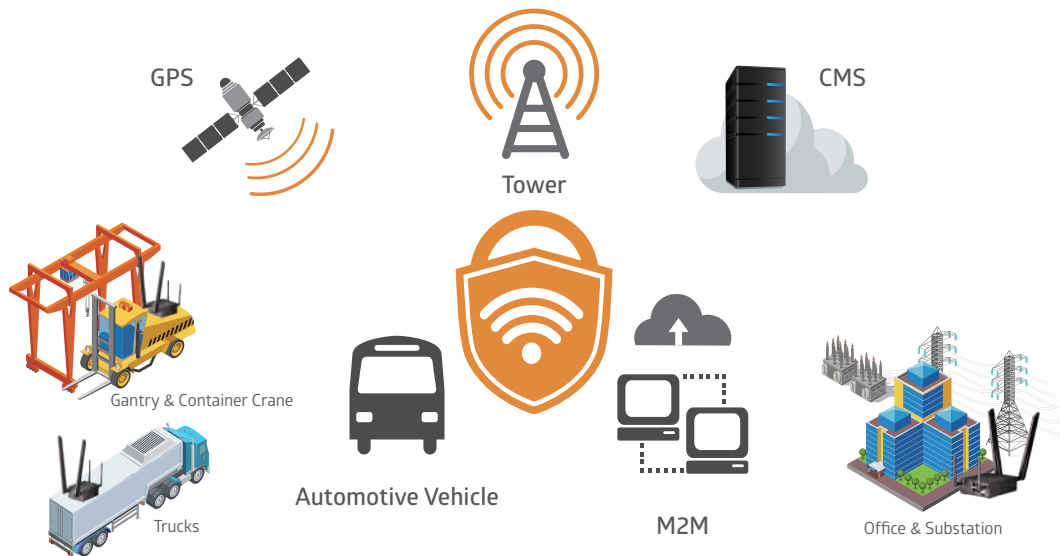 GPS
Tower
CMS
Gantry & Container Crane
Trucks
Automotive Vehicle
M2M
Office & Substation